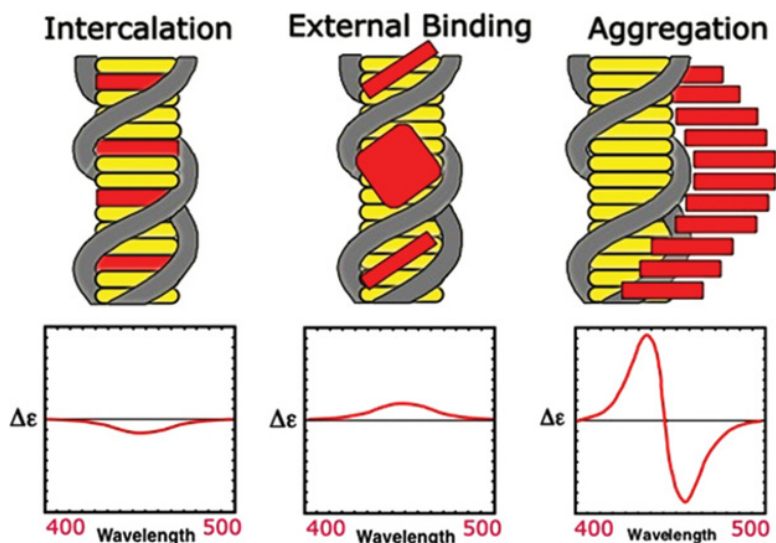 Intercalation
External Binding
Aggregation
Δε
400 Wavelength 500
Δε
400 Wavelength 500
Δε
400 Wavelength 500